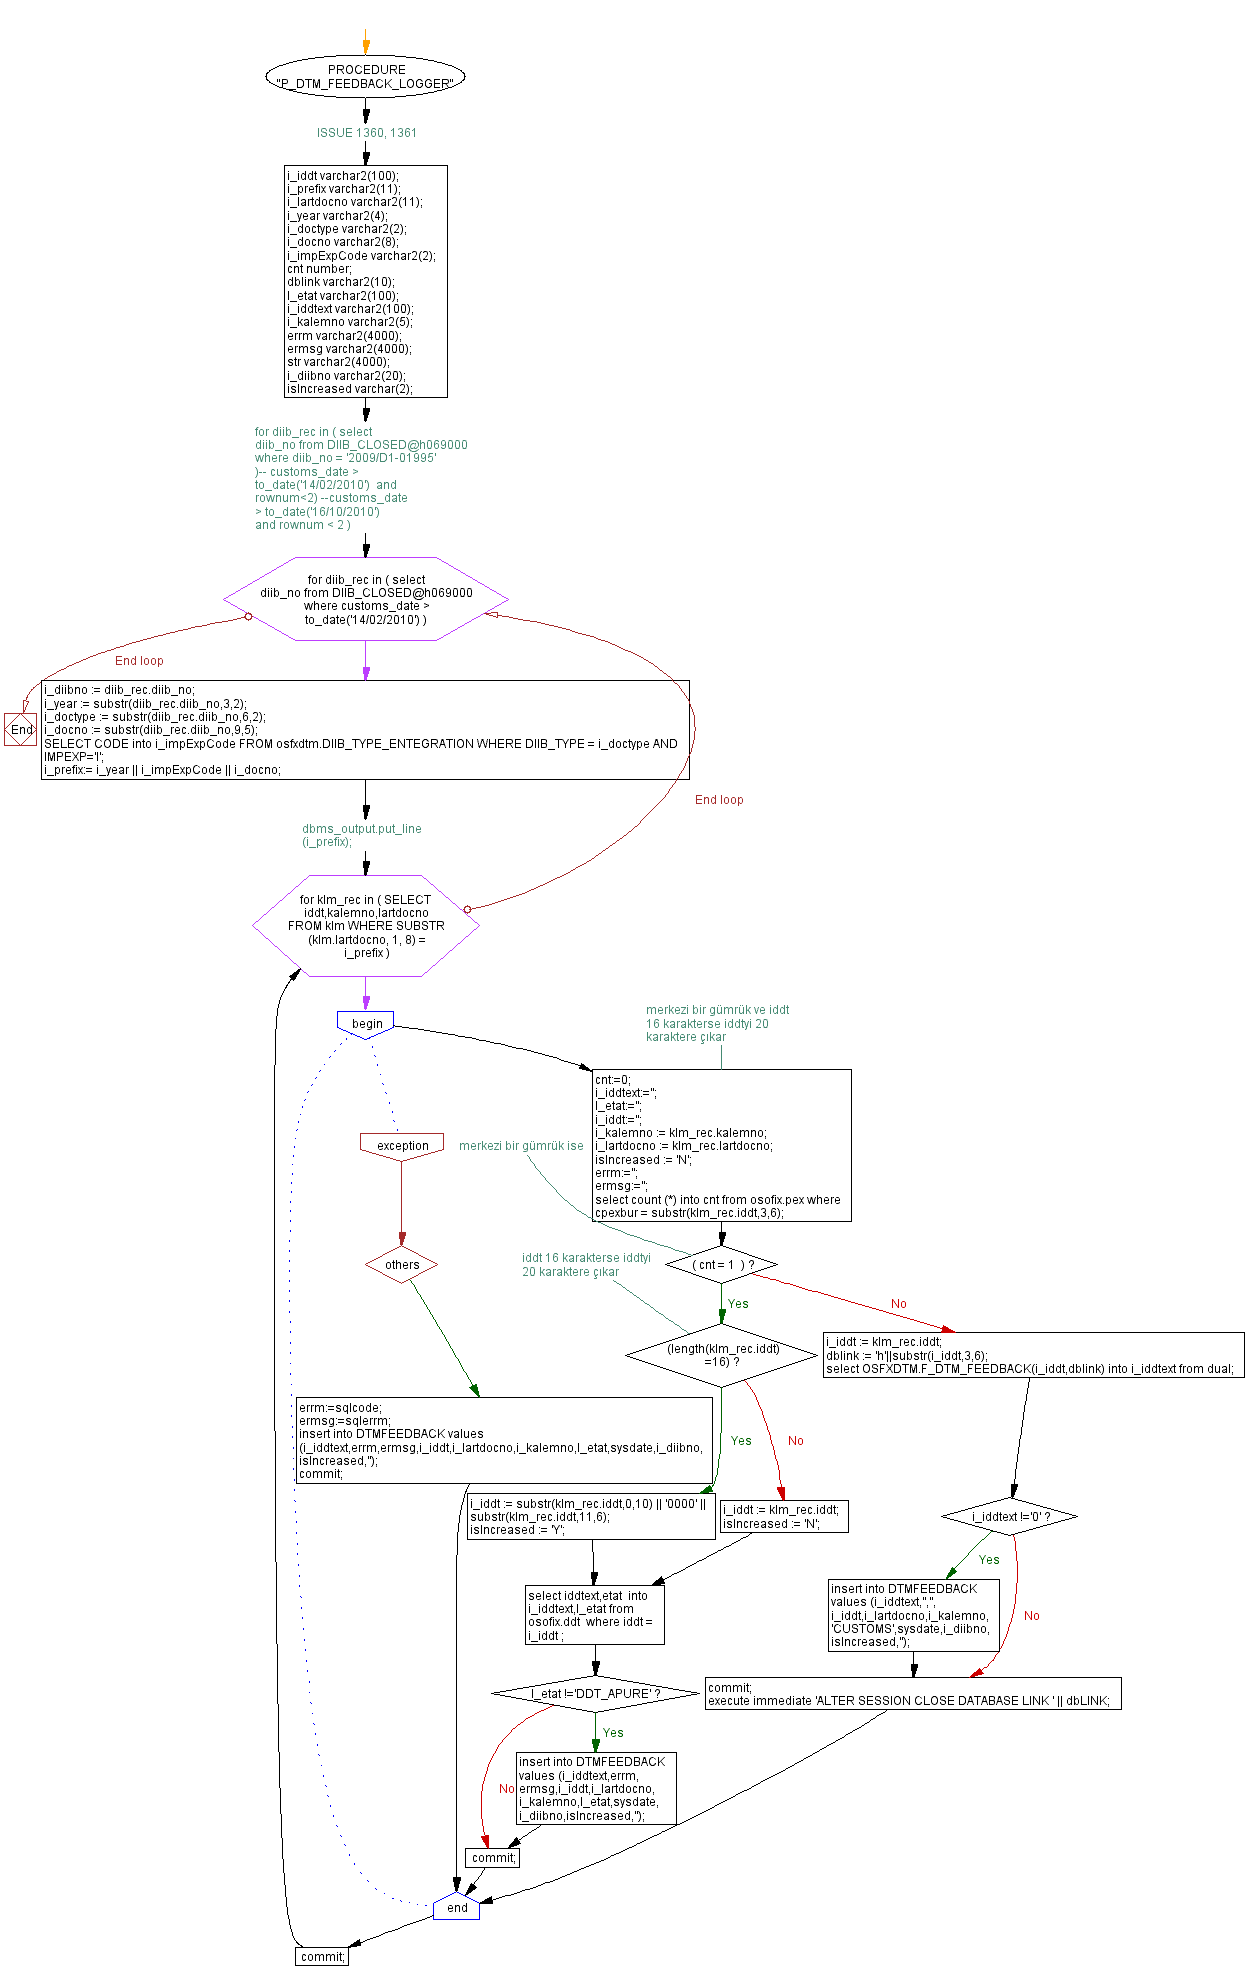 PROCEDURE
"P_DTM_FEEDBACK_LOGGER"
ISSUE 1360, 1361
i_iddt varchar2(100);
i_prefix varchar2(11);
i_lartdocno varchar2(11);
i_year varchar2(4);
i_doctype varchar2(2);
i_docno varchar2(8);
i_impExpCode varchar2(2);
cnt number;
dblink varchar2(10);
l_etat varchar2(100);
i_iddtext varchar2(100);
i_kalemno varchar2(5);
errm varchar2(4000);
ermsg varchar2(4000);
str varchar2(4000);
i_diibno varchar2(20);
isIncreased varchar(2);
for diib_rec in ( select
diib_no from DIIB_CLOSED@h069000
where diib_no = '2009/D1-01995'
)-- customs_date >
to_date('14/02/2010')  and
rownum<2) --customs_date
> to_date('16/10/2010')
and rownum < 2 )
for diib_rec in ( select
diib_no from DIIB_CLOSED@h069000
where customs_date >
to_date('14/02/2010') )
End loop
End
i_diibno := diib_rec.diib_no;
i_year := substr(diib_rec.diib_no,3,2);
i_doctype := substr(diib_rec.diib_no,6,2);
i_docno := substr(diib_rec.diib_no,9,5);
SELECT CODE into i_impExpCode FROM osfxdtm.DIIB_TYPE_ENTEGRATION WHERE DIIB_TYPE = i_doctype AND
IMPEXP='I';
i_prefix:= i_year || i_impExpCode || i_docno;
End loop
dbms_output.put_line
(i_prefix);
for klm_rec in ( SELECT
iddt,kalemno,lartdocno
FROM klm WHERE SUBSTR
(klm.lartdocno, 1, 8) =
i_prefix )
begin
merkezi bir gümrük ve iddt
16 karakterse iddtyi 20
karaktere çıkar
cnt:=0;
i_iddtext:='';
l_etat:='';
i_iddt:='';
i_kalemno := klm_rec.kalemno;
i_lartdocno := klm_rec.lartdocno;
isIncreased := 'N';
errm:='';
ermsg:='';
select count (*) into cnt from osofix.pex where
cpexbur = substr(klm_rec.iddt,3,6);
exception
merkezi bir gümrük ise
others
iddt 16 karakterse iddtyi
20 karaktere çıkar
( cnt = 1  ) ?
Yes
No
(length(klm_rec.iddt)
=16) ?
i_iddt := klm_rec.iddt;
dblink := 'h'||substr(i_iddt,3,6);
select OSFXDTM.F_DTM_FEEDBACK(i_iddt,dblink) into i_iddtext from dual;
errm:=sqlcode;
ermsg:=sqlerrm;
insert into DTMFEEDBACK values
(i_iddtext,errm,ermsg,i_iddt,i_lartdocno,i_kalemno,l_etat,sysdate,i_diibno,
isIncreased,'');
commit;
Yes
No
i_iddt := substr(klm_rec.iddt,0,10) || '0000' ||
substr(klm_rec.iddt,11,6);
isIncreased := 'Y';
i_iddt := klm_rec.iddt;
isIncreased := 'N';
i_iddtext !='0' ?
Yes
No
select iddtext,etat  into
i_iddtext,l_etat from
osofix.ddt  where iddt =
i_iddt ;
insert into DTMFEEDBACK
values (i_iddtext,'','',
i_iddt,i_lartdocno,i_kalemno,
'CUSTOMS',sysdate,i_diibno,
isIncreased,'');
l_etat !='DDT_APURE' ?
commit;
execute immediate 'ALTER SESSION CLOSE DATABASE LINK ' || dbLINK;
Yes
No
insert into DTMFEEDBACK
values (i_iddtext,errm,
ermsg,i_iddt,i_lartdocno,
i_kalemno,l_etat,sysdate,
i_diibno,isIncreased,'');
commit;
end
commit;